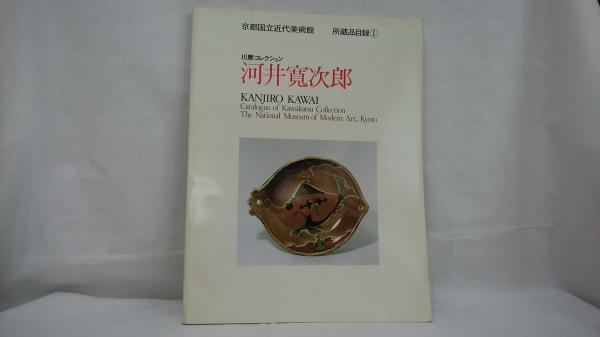 京都国立近代美術館 所蔵品目録Ⅰ
川勝コレクション
河井寬次郎
KANJIRO KAWAI
Catalogue of Kawakatsu Collection
The National Museum of Modern Art, Kyoto